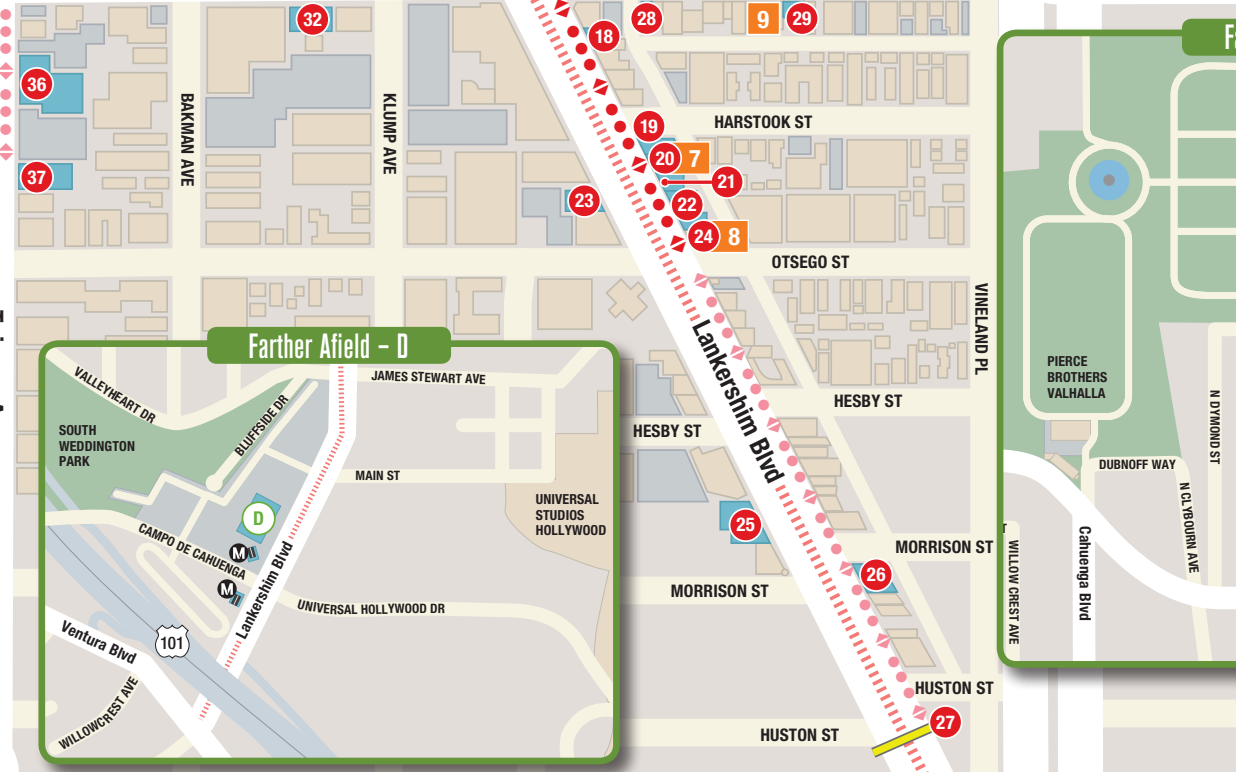 32
18
28
9
29
36
BAKMAN AVE
KLUMP AVE
HARSTOOK ST
19
20
7
21
37
23
22
24
8
OTSEGO ST
VINELAND PL
Lankershim Blvd
HESBY ST
HESBY ST
25
MORRISON ST
26
MORRISON ST
HUSTON ST
27
HUSTON ST
Farther Afield – D
JAMES STEWART AVE
VALLEYHEART DR
BLUFFSIDE DR
SOUTH
WEDDINGTON
PARK
MAIN ST
UNIVERSAL
STUDIOS
HOLLYWOOD
D
CAMPO DE CAHUENGA
M
M
Lankershim Blvd
UNIVERSAL HOLLYWOOD DR
Ventura Blvd
101
WILLOWCREST AVE
Fa
PIERCE
BROTHERS
VALHALLA
N DYMOND ST
DUBNOFF WAY
N CLYBOURN AVE
T
WILLOW CREST AVE
Cahuenga Blvd